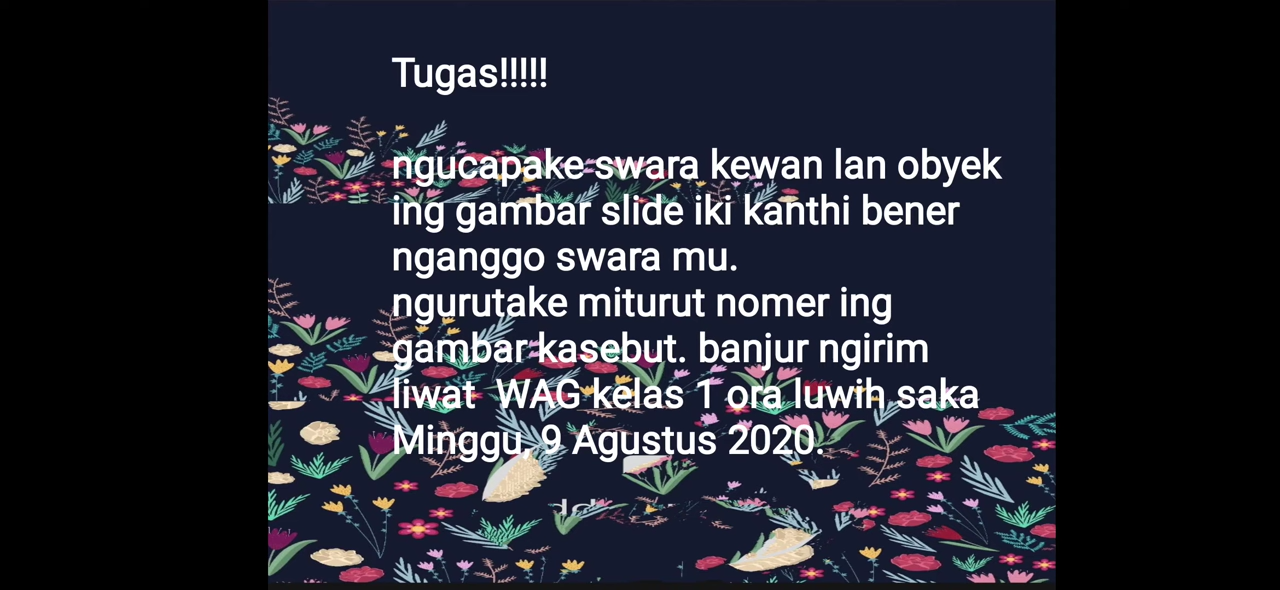 Tugas!!!!!
ngucapake swara kewan lan obyek
ing gambar slide iki kanthi bener
nganggo swara mu.
ngurutake miturut nomer ing
gambar kasebut. banjur ngirim
liwat WAG kelas 1 ora luwih saka
Minggu, 9 Agustus 2020.